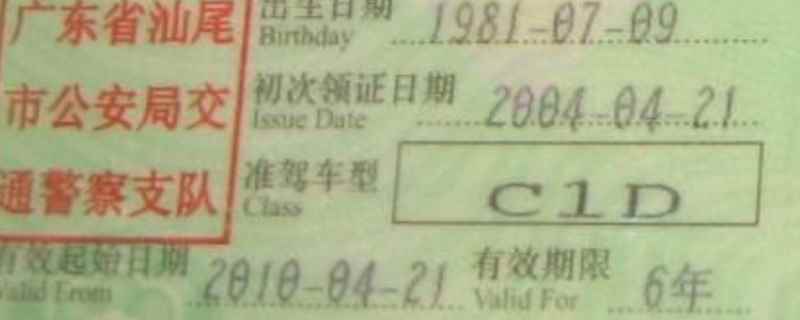 广东省汕尾
市公安局交
通警察支队
出生日期 1981-07-09
Birthday
初次领证日期 2004-04-21
Issue Date
准驾车型 C1D
Class
有效起始日期 2010-04-21 有效期限 6年
Valid From Valid For